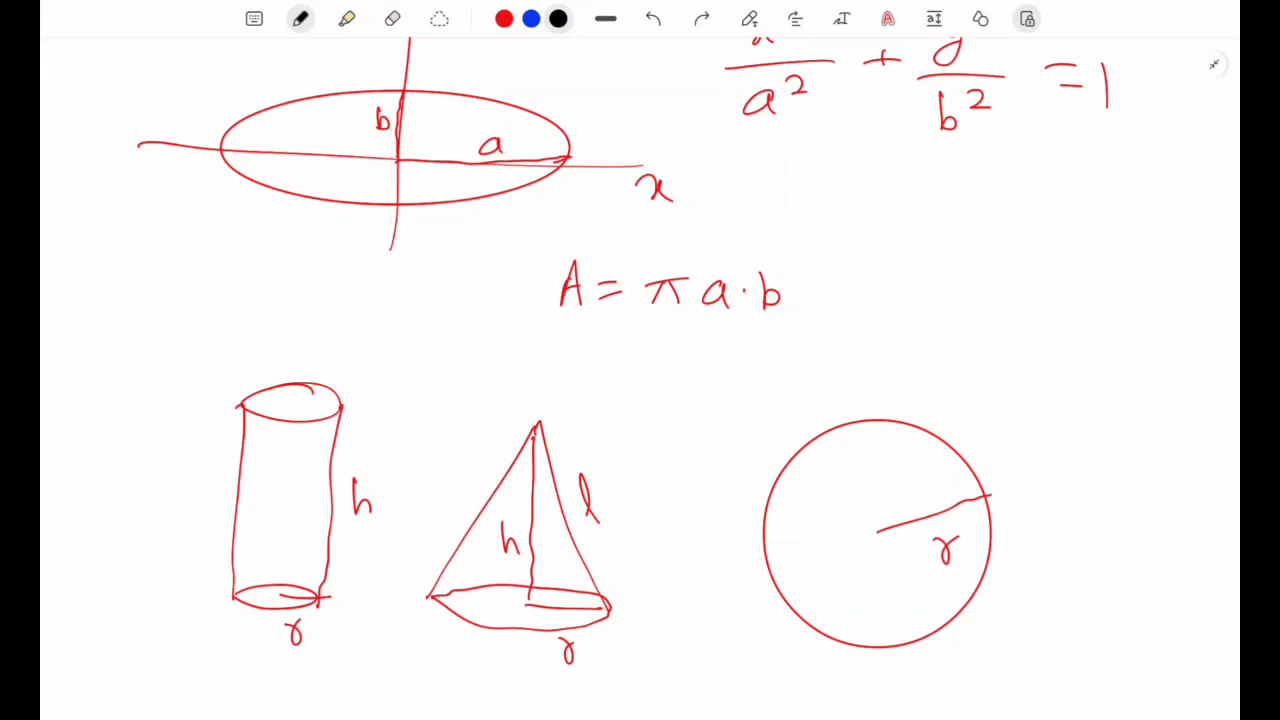 a² + b² = 1
b
a
x
A = π a · b
h
l
h
r
r
r